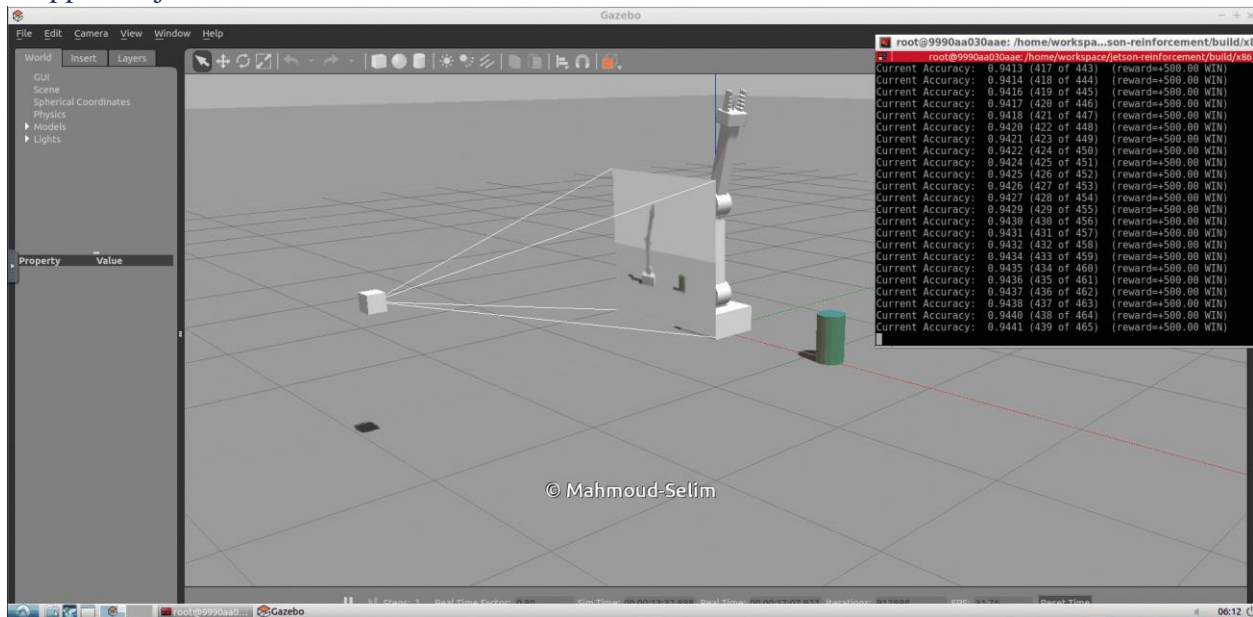 Gazebo
File Edit Camera View Window Help
World Insert Layers
GUI
Scene
Spherical Coordinates
Physics
Models
Lights
Property Value
root@9990aa030aae: /home/workspa...son-reinforcement/build/x8
root@9990aa030aae: /home/workspace/jetson-reinforcement/build/x86
Current Accuracy: 0.9413 (417 of 443) (reward=+500.00 WIN)
Current Accuracy: 0.9414 (418 of 444) (reward=+500.00 WIN)
Current Accuracy: 0.9416 (419 of 445) (reward=+500.00 WIN)
Current Accuracy: 0.9417 (420 of 446) (reward=+500.00 WIN)
Current Accuracy: 0.9418 (421 of 447) (reward=+500.00 WIN)
Current Accuracy: 0.9420 (422 of 448) (reward=+500.00 WIN)
Current Accuracy: 0.9421 (423 of 449) (reward=+500.00 WIN)
Current Accuracy: 0.9422 (424 of 450) (reward=+500.00 WIN)
Current Accuracy: 0.9424 (425 of 451) (reward=+500.00 WIN)
Current Accuracy: 0.9425 (426 of 452) (reward=+500.00 WIN)
Current Accuracy: 0.9426 (427 of 453) (reward=+500.00 WIN)
Current Accuracy: 0.9427 (428 of 454) (reward=+500.00 WIN)
Current Accuracy: 0.9429 (429 of 455) (reward=+500.00 WIN)
Current Accuracy: 0.9430 (430 of 456) (reward=+500.00 WIN)
Current Accuracy: 0.9431 (431 of 457) (reward=+500.00 WIN)
Current Accuracy: 0.9432 (432 of 458) (reward=+500.00 WIN)
Current Accuracy: 0.9434 (433 of 459) (reward=+500.00 WIN)
Current Accuracy: 0.9435 (434 of 460) (reward=+500.00 WIN)
Current Accuracy: 0.9436 (435 of 461) (reward=+500.00 WIN)
Current Accuracy: 0.9437 (436 of 462) (reward=+500.00 WIN)
Current Accuracy: 0.9438 (437 of 463) (reward=+500.00 WIN)
Current Accuracy: 0.9440 (438 of 464) (reward=+500.00 WIN)
Current Accuracy: 0.9441 (439 of 465) (reward=+500.00 WIN)
© Mahmoud-Selim
Steps: 1 Real Time Factor: 0.80 Sim Time: Real Time: Iterations: FPS: Reset Time
root@9990aa0... Gazebo 06:12